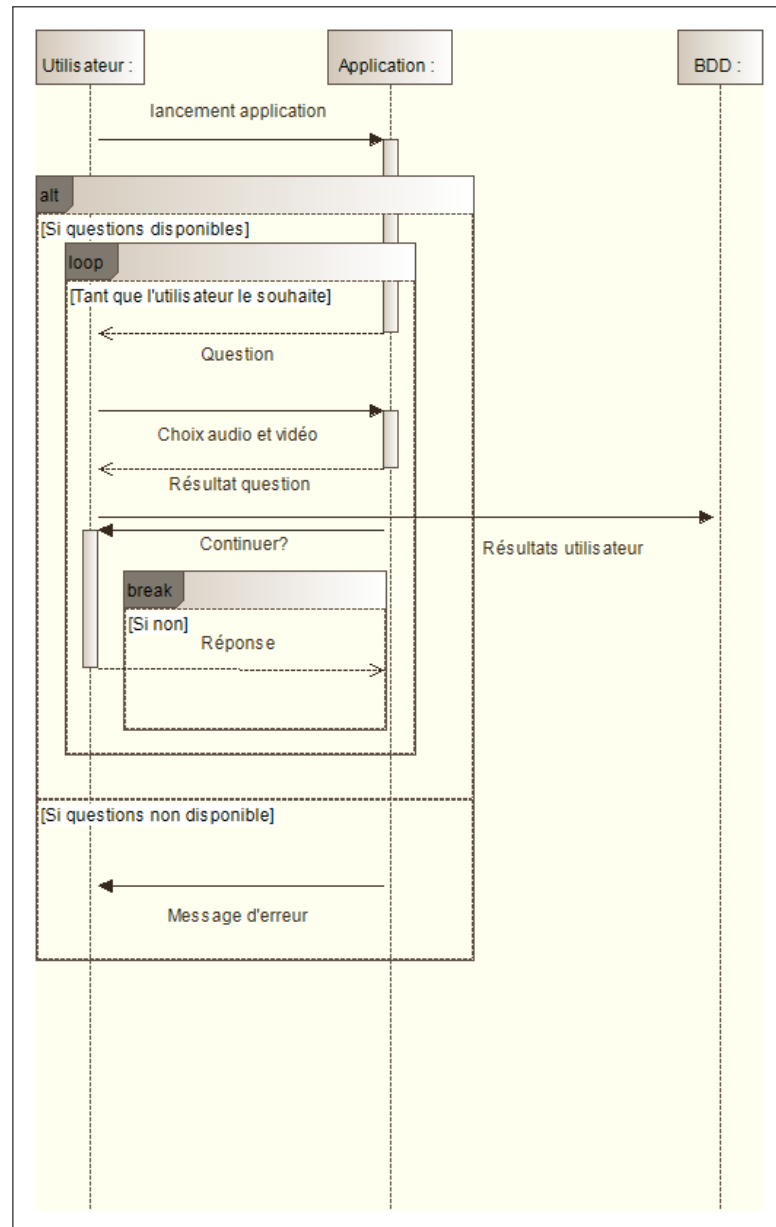 Utilisateur :
Application :
BDD :
lancement application
alt
[Si questions disponibles]
loop
[Tant que l'utilisateur le souhaite]
Question
Choix audio et vidéo
Résultat question
Continuer?
Résultats utilisateur
break
[Si non]
Réponse
[Si questions non disponible]
Message d'erreur